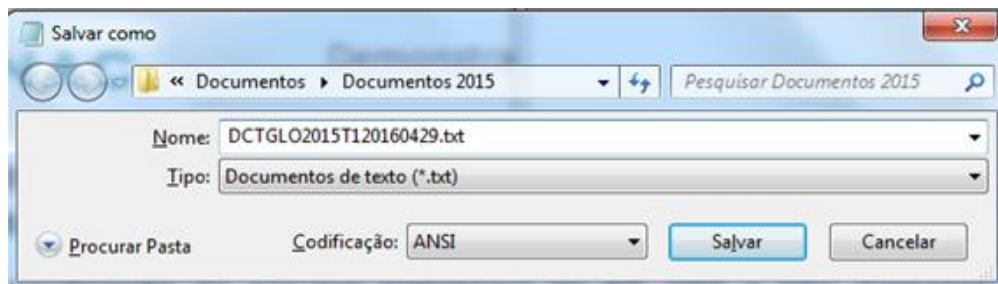 Salvar como
« Documentos ▸ Documentos 2015
Pesquisar Documentos 2015
Nome: DCTGLO2015T120160429.txt
Tipo: Documentos de texto (*.txt)
Procurar Pasta
Codificação: ANSI
Salvar
Cancelar